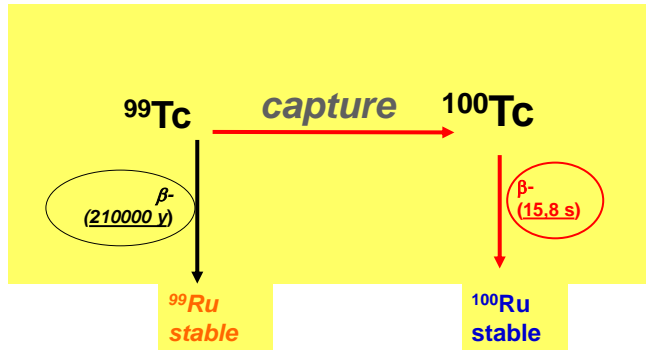 ⁹⁹Tc
capture
¹⁰⁰Tc
β-
(210000 y)
β-
(15,8 s)
⁹⁹Ru
stable
¹⁰⁰Ru
stable